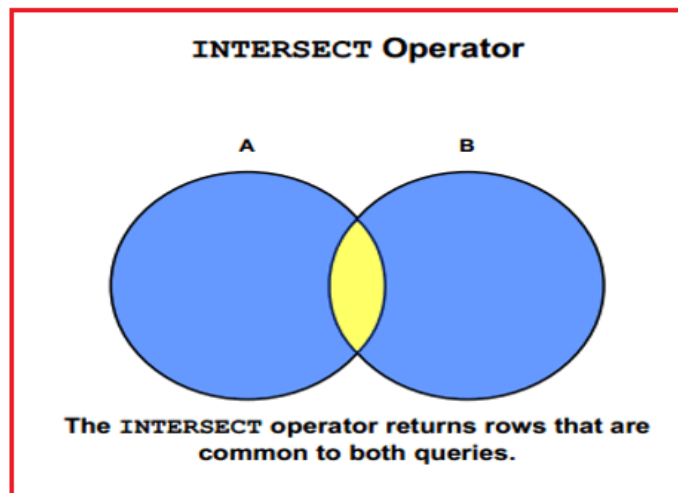 INTERSECT Operator
A B
The INTERSECT operator returns rows that are
common to both queries.